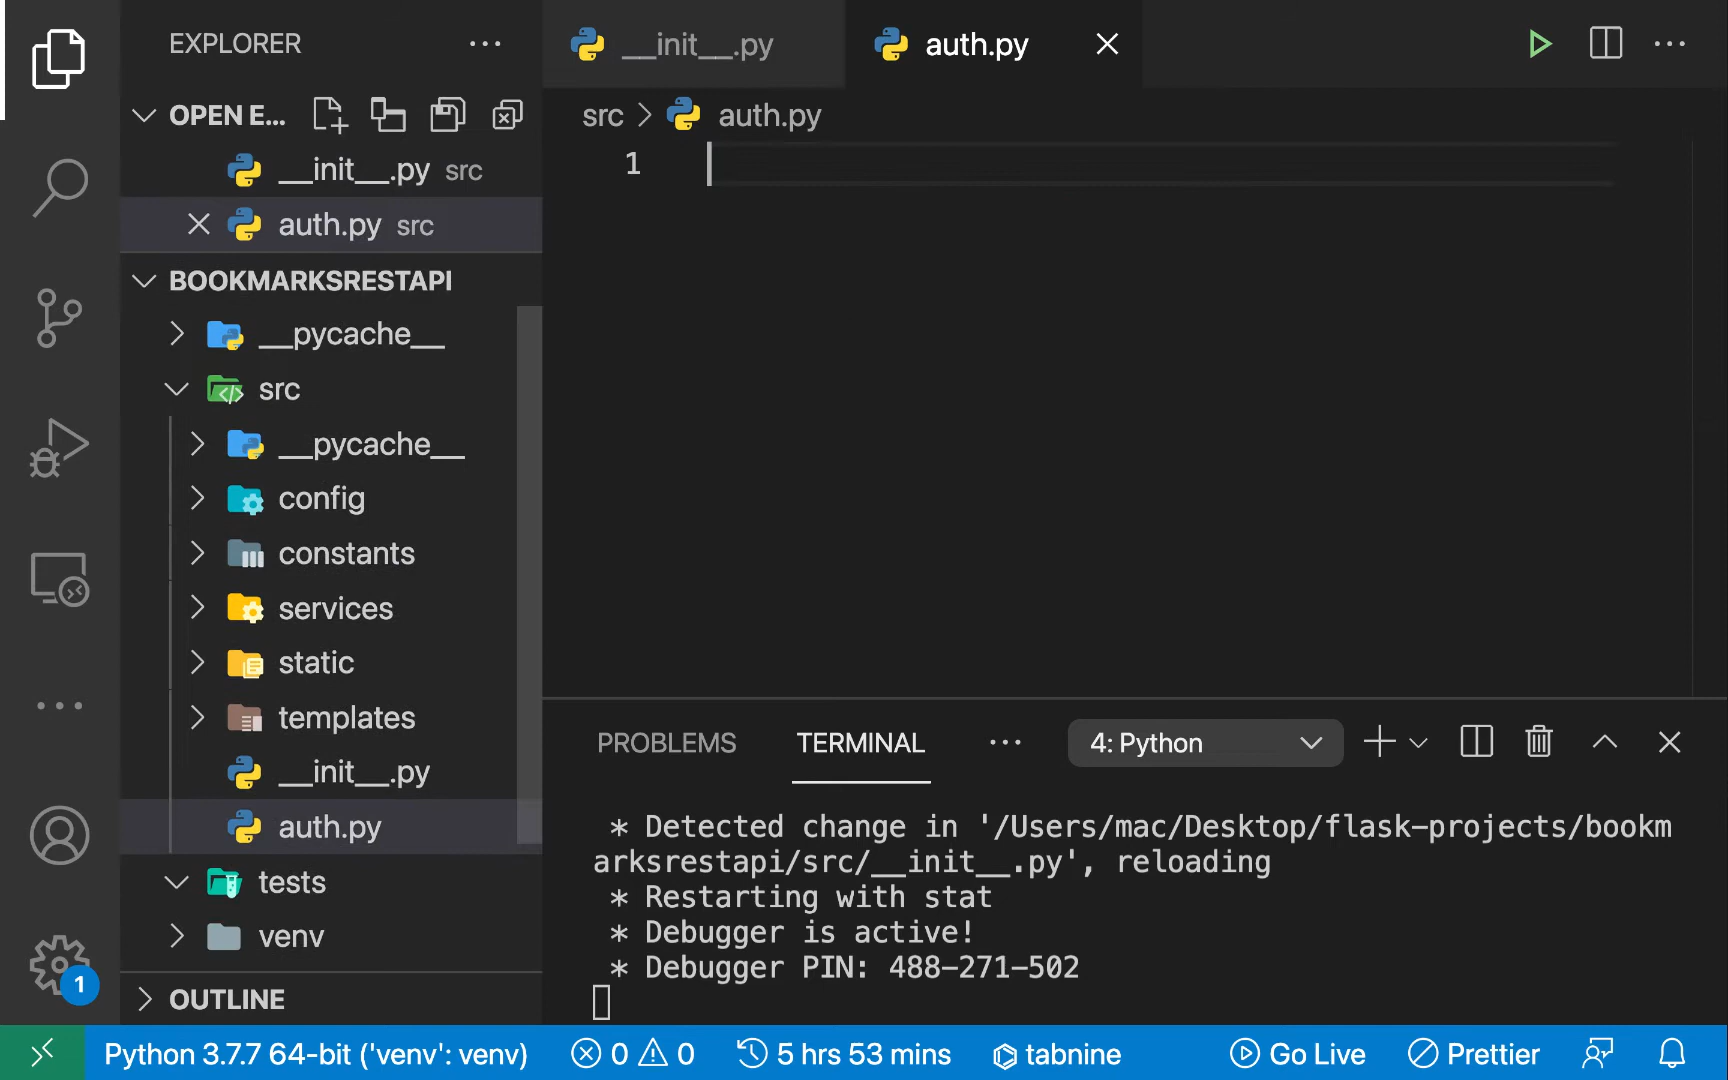 EXPLORER
OPEN E...
__init__.py src
auth.py src
BOOKMARKSRESTAPI
__pycache__
src
__pycache__
config
constants
services
static
templates
__init__.py
auth.py
tests
venv
OUTLINE
__init__.py
auth.py
src
auth.py
1
PROBLEMS
TERMINAL
4: Python
* Detected change in '/Users/mac/Desktop/flask-projects/bookm
arksrestapi/src/__init__.py', reloading
* Restarting with stat
* Debugger is active!
* Debugger PIN: 488-271-502
1
Python 3.7.7 64-bit ('venv': venv)
0
0
5 hrs 53 mins
tabnine
Go Live
Prettier